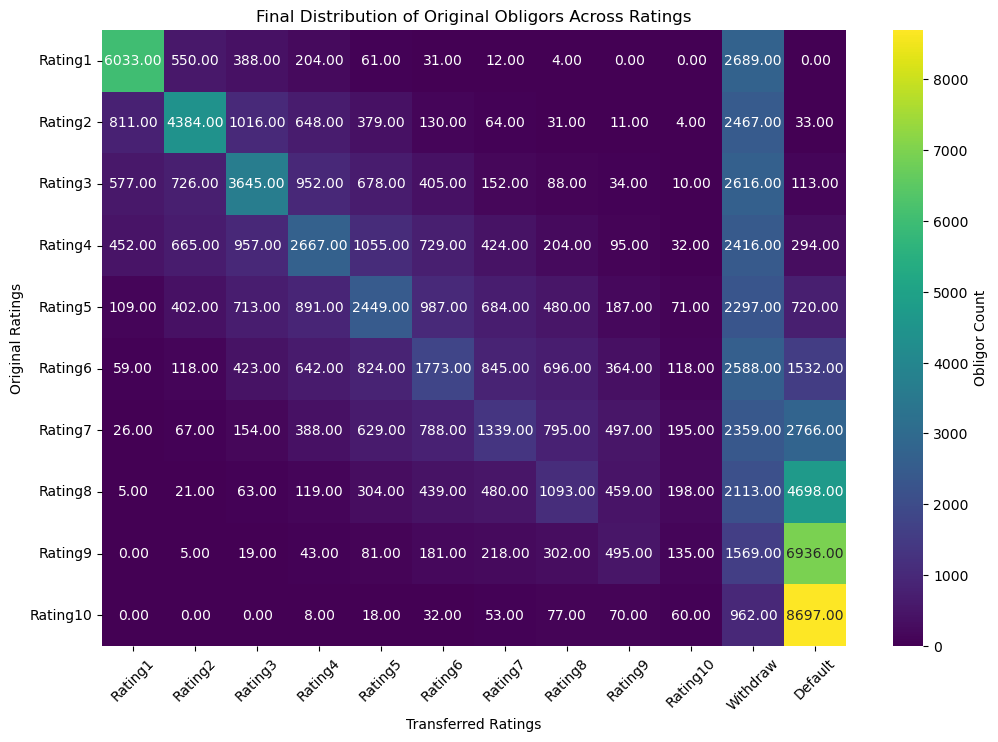 Final Distribution of Original Obligors Across Ratings
Rating1 6033.00 550.00 388.00 204.00 61.00 31.00 12.00 4.00 0.00 0.00 2689.00 0.00
Rating2 811.00 4384.00 1016.00 648.00 379.00 130.00 64.00 31.00 11.00 4.00 2467.00 33.00
Rating3 577.00 726.00 3645.00 952.00 678.00 405.00 152.00 88.00 34.00 10.00 2616.00 113.00
Rating4 452.00 665.00 957.00 2667.00 1055.00 729.00 424.00 204.00 95.00 32.00 2416.00 294.00
Rating5 109.00 402.00 713.00 891.00 2449.00 987.00 684.00 480.00 187.00 71.00 2297.00 720.00
Rating6 59.00 118.00 423.00 642.00 824.00 1773.00 845.00 696.00 364.00 118.00 2588.00 1532.00
Rating7 26.00 67.00 154.00 388.00 629.00 788.00 1339.00 795.00 497.00 195.00 2359.00 2766.00
Rating8 5.00 21.00 63.00 119.00 304.00 439.00 480.00 1093.00 459.00 198.00 2113.00 4698.00
Rating9 0.00 5.00 19.00 43.00 81.00 181.00 218.00 302.00 495.00 135.00 1569.00 6936.00
Rating10 0.00 0.00 0.00 8.00 18.00 32.00 53.00 77.00 70.00 60.00 962.00 8697.00
Rating1 Rating2 Rating3 Rating4 Rating5 Rating6 Rating7 Rating8 Rating9 Rating10 Withdraw Default
Transferred Ratings
Original Ratings
8000
7000
6000
5000
4000
3000
2000
1000
0
Obligor Count